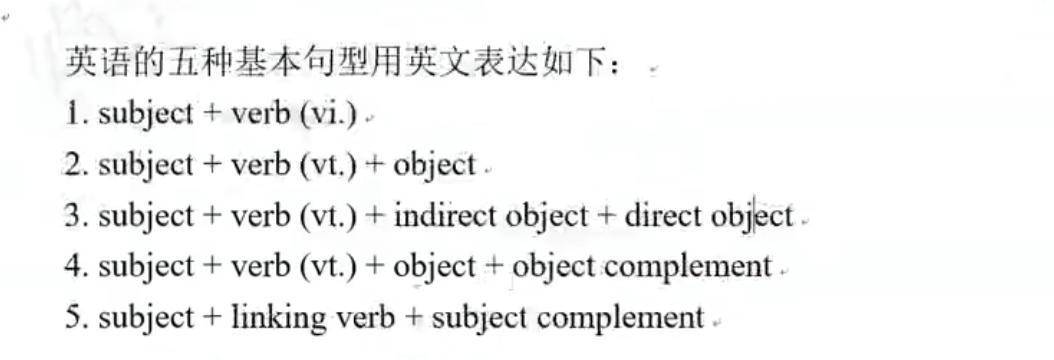 英语的五种基本句型用英文表达如下：
1. subject + verb (vi.)
2. subject + verb (vt.) + object
3. subject + verb (vt.) + indirect object + direct object
4. subject + verb (vt.) + object + object complement
5. subject + linking verb + subject complement